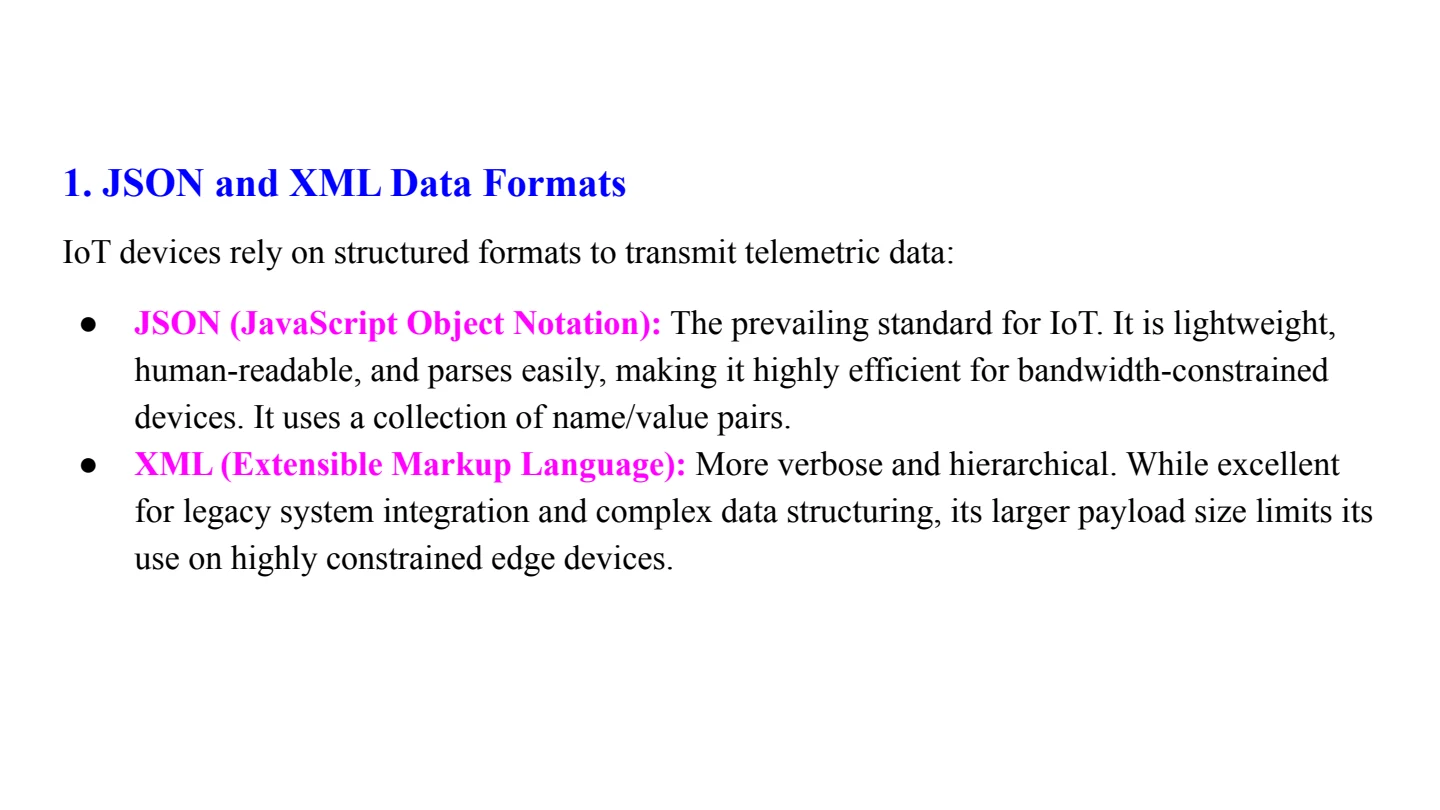 1. JSON and XML Data Formats
IoT devices rely on structured formats to transmit telemetric data:
● JSON (JavaScript Object Notation): The prevailing standard for IoT. It is lightweight,
human-readable, and parses easily, making it highly efficient for bandwidth-constrained
devices. It uses a collection of name/value pairs.
● XML (Extensible Markup Language): More verbose and hierarchical. While excellent
for legacy system integration and complex data structuring, its larger payload size limits its
use on highly constrained edge devices.